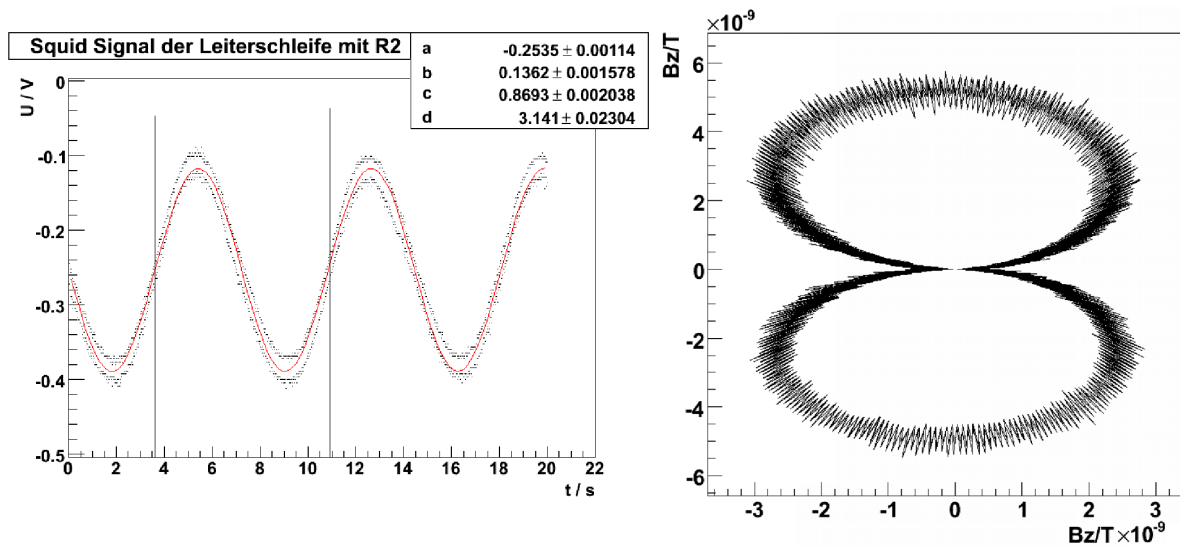 Squid Signal der Leiterschleife mit R2
a -0.2535 ± 0.00114
b 0.1362 ± 0.001578
c 0.8693 ± 0.002038
d 3.141 ± 0.02304
U / V
0
-0.1
-0.2
-0.3
-0.4
-0.5
0 2 4 6 8 10 12 14 16 18 20 22
t / s
×10⁻⁹
Bz/T
6
4
2
0
-2
-4
-6
-3 -2 -1 0 1 2 3
Bz/T×10⁻⁹